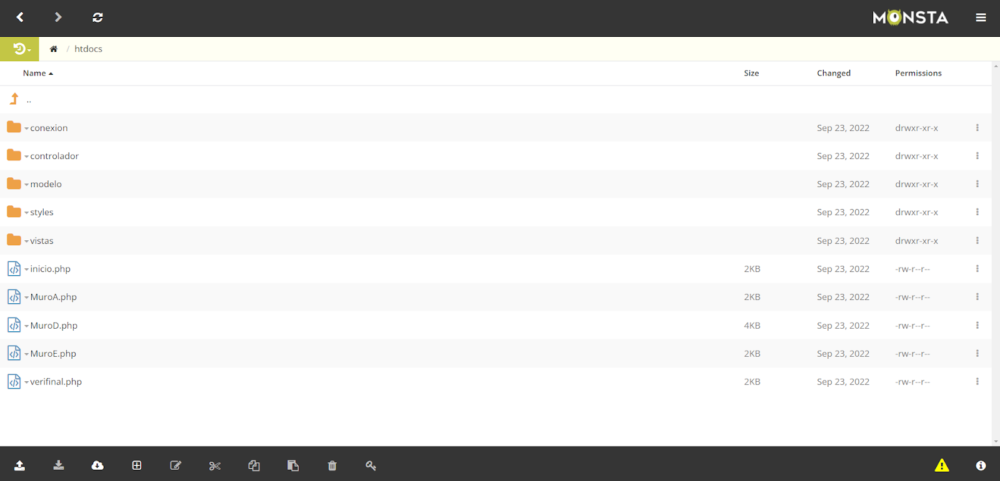 MONSTA
/ htdocs
Name Size Changed Permissions
..
conexion Sep 23, 2022 drwxr-xr-x
controlador Sep 23, 2022 drwxr-xr-x
modelo Sep 23, 2022 drwxr-xr-x
styles Sep 23, 2022 drwxr-xr-x
vistas Sep 23, 2022 drwxr-xr-x
inicio.php 2KB Sep 23, 2022 -rw-r--r--
MuroA.php 2KB Sep 23, 2022 -rw-r--r--
MuroD.php 4KB Sep 23, 2022 -rw-r--r--
MuroE.php 2KB Sep 23, 2022 -rw-r--r--
verifinal.php 2KB Sep 23, 2022 -rw-r--r--